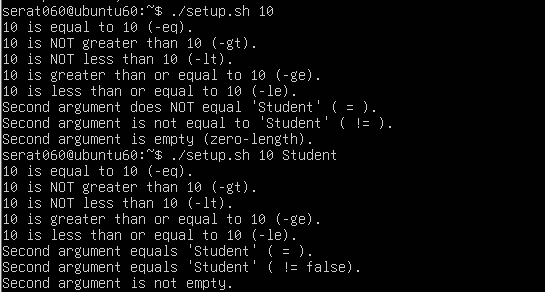 serat060@ubuntu60:~$ ./setup.sh 10
10 is equal to 10 (-eq).
10 is NOT greater than 10 (-gt).
10 is NOT less than 10 (-lt).
10 is greater than or equal to 10 (-ge).
10 is less than or equal to 10 (-le).
Second argument does NOT equal 'Student' ( = ).
Second argument is not equal to 'Student' ( != ).
Second argument is empty (zero-length).
serat060@ubuntu60:~$ ./setup.sh 10 Student
10 is equal to 10 (-eq).
10 is NOT greater than 10 (-gt).
10 is NOT less than 10 (-lt).
10 is greater than or equal to 10 (-ge).
10 is less than or equal to 10 (-le).
Second argument equals 'Student' ( = ).
Second argument equals 'Student' ( != false).
Second argument is not empty.